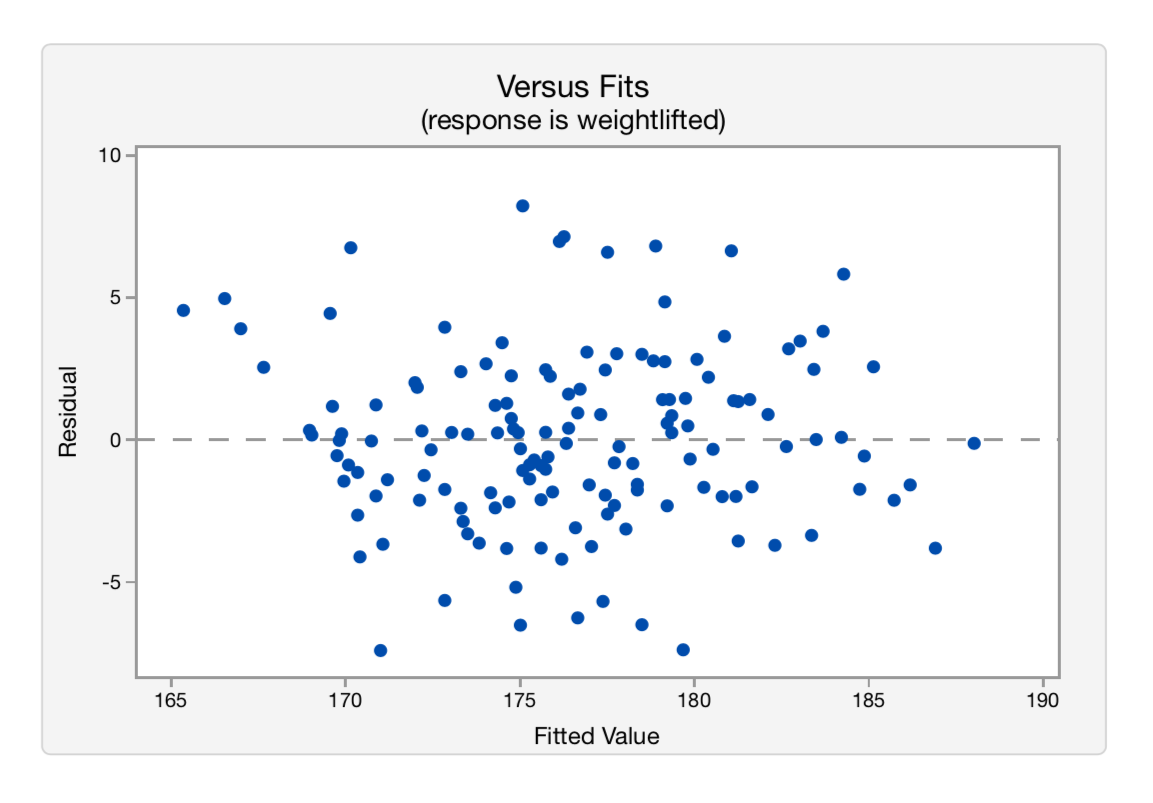 Versus Fits
(response is weightlifted)
10
5
0
-5
Residual
165 170 175 180 185 190
Fitted Value